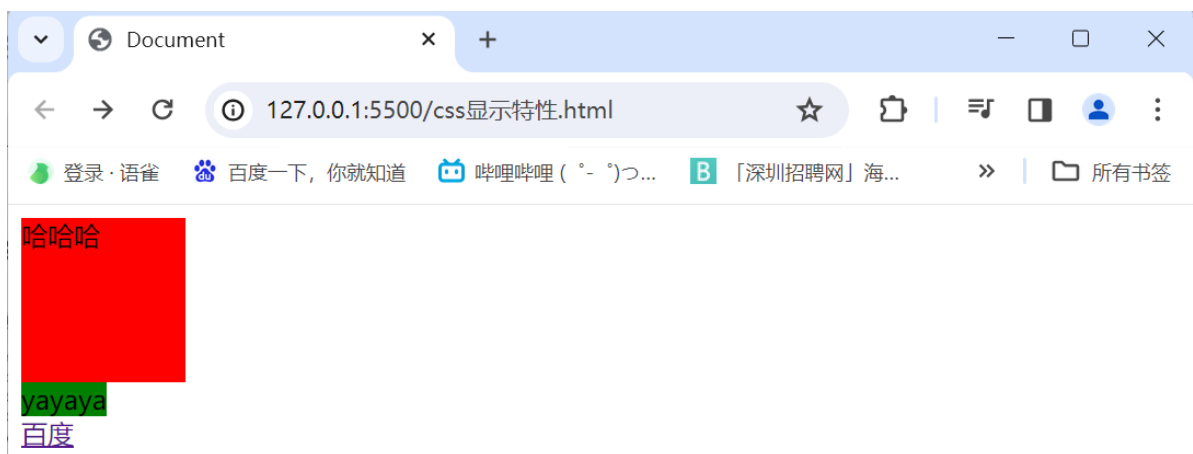 Document
127.0.0.1:5500/css显示特性.html
登录 · 语雀 百度一下，你就知道 哔哩哔哩 ( ゜- ゜)つ... B 「深圳招聘网」海... 所有书签
哈哈哈
yayaya
百度